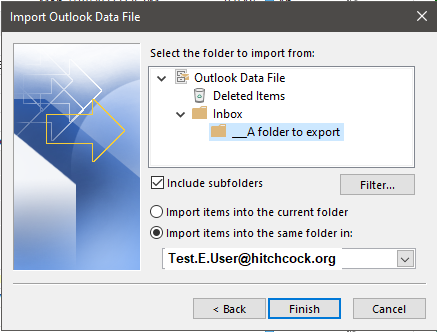 Import Outlook Data File
Select the folder to import from:
Outlook Data File
Deleted Items
Inbox
__A folder to export
Include subfolders
Filter...
Import items into the current folder
Import items into the same folder in:
Test.E.User@hitchcock.org
< Back
Finish
Cancel